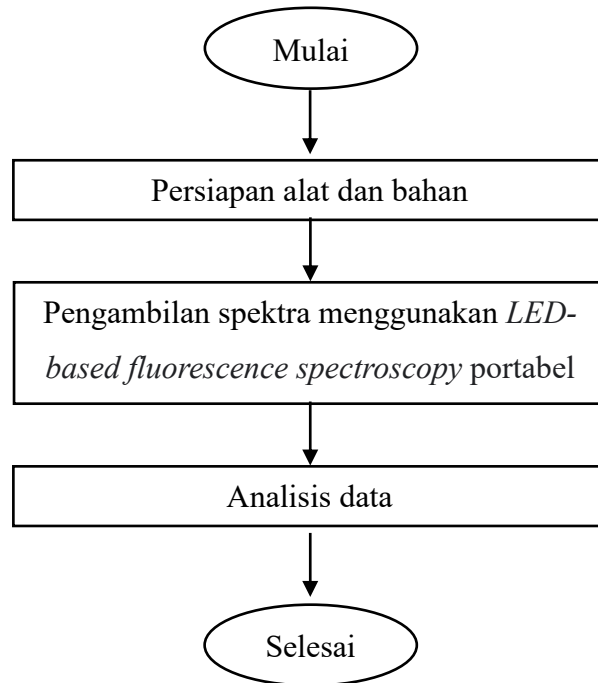 Mulai
Persiapan alat dan bahan
Pengambilan spektra menggunakan LED-
based fluorescence spectroscopy portabel
Analisis data
Selesai